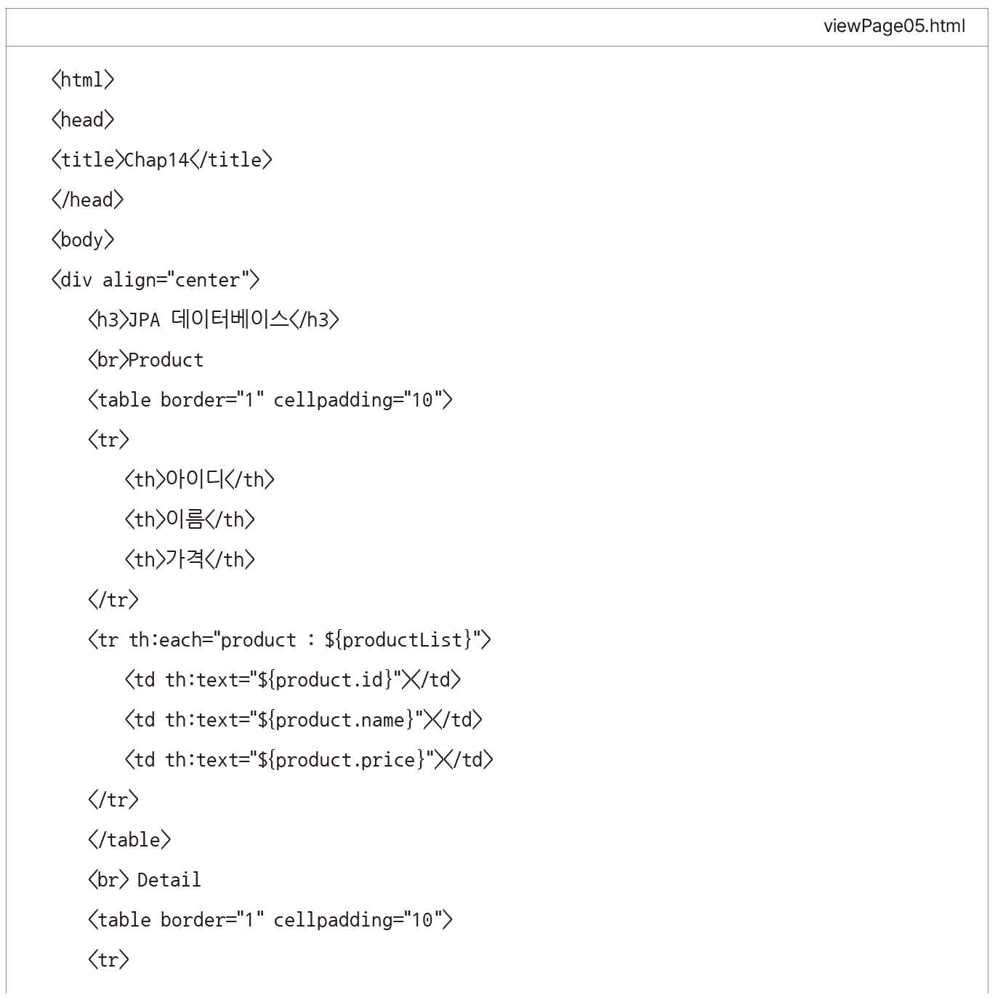 viewPage05.html
<html>
<head>
<title>Chap14</title>
</head>
<body>
<div align="center">
<h3>JPA 데이터베이스</h3>
<br>Product
<table border="1" cellpadding="10">
<tr>
<th>아이디</th>
<th>이름</th>
<th>가격</th>
</tr>
<tr th:each="product : ${productList}">
<td th:text="${product.id}"></td>
<td th:text="${product.name}"></td>
<td th:text="${product.price}"></td>
</tr>
</table>
<br> Detail
<table border="1" cellpadding="10">
<tr>